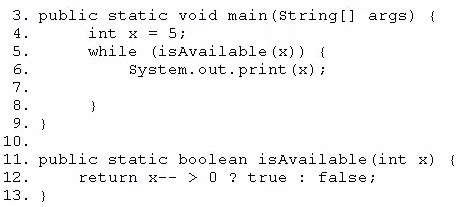 3. public static void main(String[] args) {
4. int x = 5;
5. while (isAvailable(x)) {
6. System.out.print(x);
7.
8. }
9. }
10.
11. public static boolean isAvailable(int x) {
12. return x-- > 0 ? true : false;
13. }